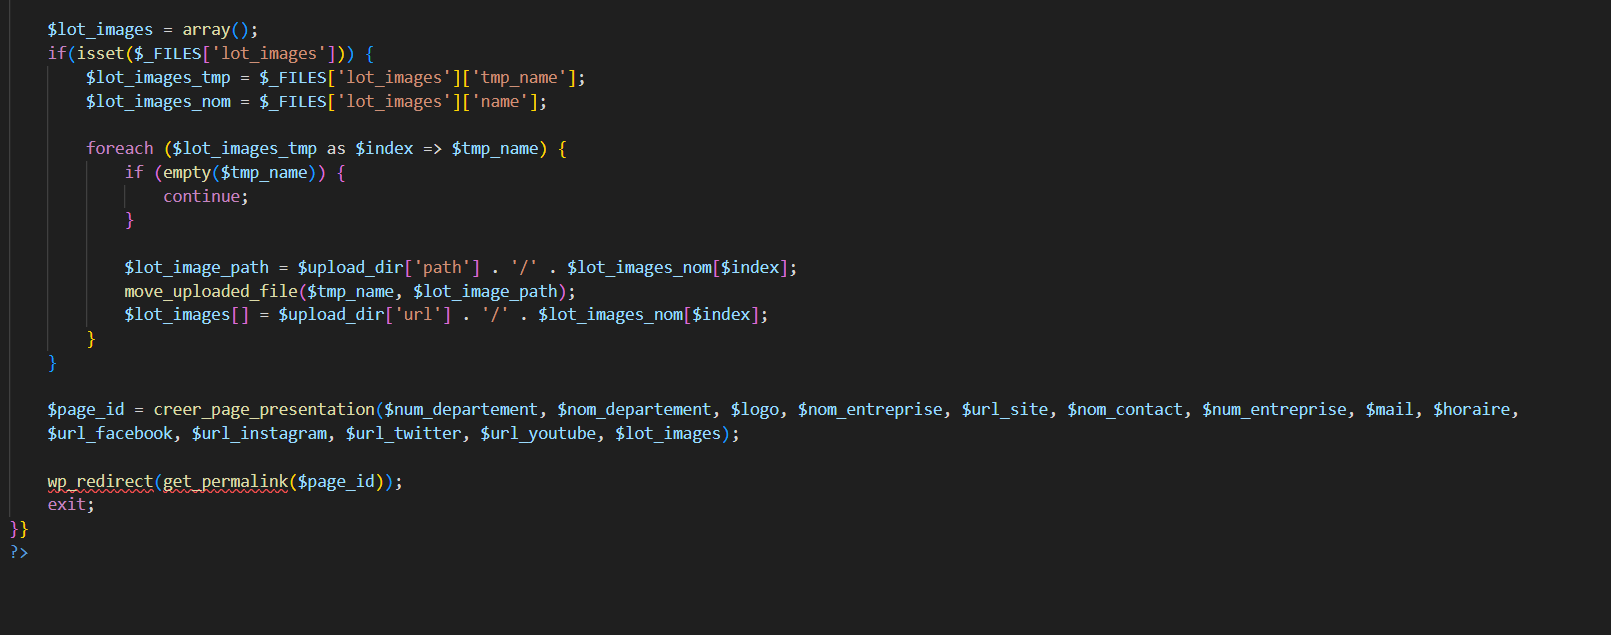 $lot_images = array();
if(isset($_FILES['lot_images'])) {
$lot_images_tmp = $_FILES['lot_images']['tmp_name'];
$lot_images_nom = $_FILES['lot_images']['name'];
foreach ($lot_images_tmp as $index => $tmp_name) {
if (empty($tmp_name)) {
continue;
}
$lot_image_path = $upload_dir['path'] . '/' . $lot_images_nom[$index];
move_uploaded_file($tmp_name, $lot_image_path);
$lot_images[] = $upload_dir['url'] . '/' . $lot_images_nom[$index];
}
}
$page_id = creer_page_presentation($num_departement, $nom_departement, $logo, $nom_entreprise, $url_site, $nom_contact, $num_entreprise, $mail, $horaire,
$url_facebook, $url_instagram, $url_twitter, $url_youtube, $lot_images);
wp_redirect(get_permalink($page_id));
exit;
}}
?>